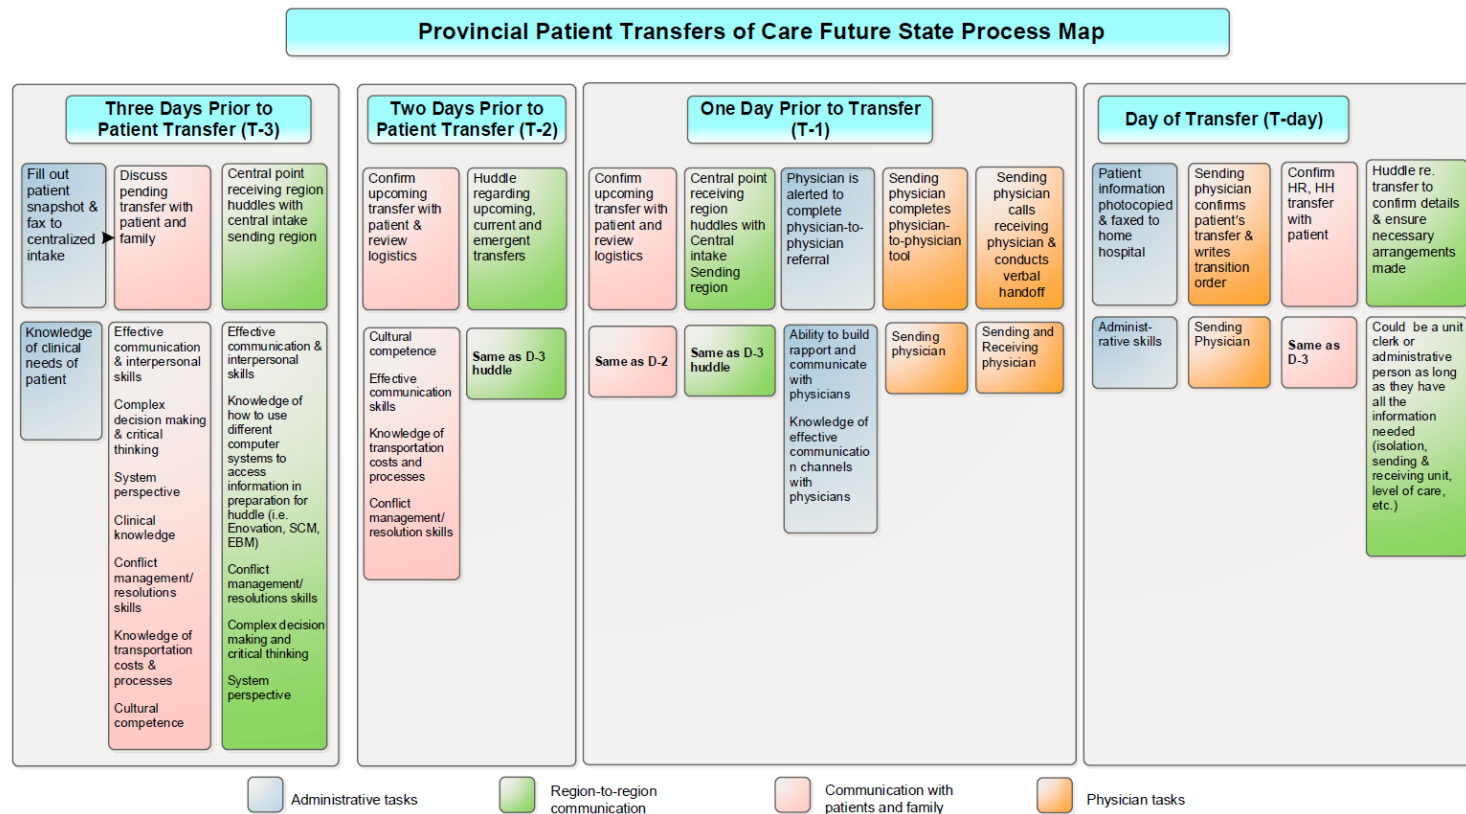 Provincial Patient Transfers of Care Future State Process Map
Three Days Prior to
Patient Transfer (T-3)
Fill out
patient
snapshot &
fax to
centralized
intake
Discuss
pending
transfer with
patient and
family
Central point
receiving region
huddles with
central intake
sending region
Knowledge
of clinical
needs of
patient
Effective
communication
& interpersonal
skills
Complex
decision making
& critical
thinking
System
perspective
Clinical
knowledge
Conflict
management/
resolutions
skills
Knowledge of
transportation
costs &
processes
Cultural
competence
Effective
communication &
interpersonal
skills
Knowledge of
how to use
different
computer
systems to
access
information in
preparation for
huddle (i.e.
Enovation, SCM,
EBM)
Conflict
management/
resolutions skills
Complex decision
making and
critical thinking
System
perspective
Two Days Prior to
Patient Transfer (T-2)
Confirm
upcoming
transfer with
patient &
review
logistics
Huddle
regarding
upcoming,
current and
emergent
transfers
Cultural
competence
Effective
communication
skills
Knowledge of
transportation
costs and
processes
Conflict
management/
resolution skills
Same as D-3
huddle
One Day Prior to Transfer
(T-1)
Confirm
upcoming
transfer with
patient and
review
logistics
Central point
receiving
region
huddles with
Central
intake
Sending
region
Physician is
alerted to
complete
physician-to-
physician
referral
Sending
physician
completes
physician-
to-physician
tool
Sending
physician
calls
receiving
physician &
conducts
verbal
handoff
Same as D-2
Same as D-3
huddle
Ability to build
rapport and
communicate
with
physicians
Knowledge of
effective
communicatio
n channels
with
physicians
Sending
physician
Sending and
Receiving
physician
Day of Transfer (T-day)
Patient
information
photocopied
& faxed to
home
hospital
Sending
physician
confirms
patient's
transfer &
writes
transition
order
Confirm
HR, HH
transfer
with
patient
Huddle re.
transfer to
confirm details
& ensure
necessary
arrangements
made
Administ-
rative skills
Sending
Physician
Same as
D-3
Could be a unit
clerk or
administrative
person as long
as they have
all the
information
needed
(isolation,
sending &
receiving unit,
level of care,
etc.)
Administrative tasks
Region-to-region
communication
Communication with
patients and family
Physician tasks